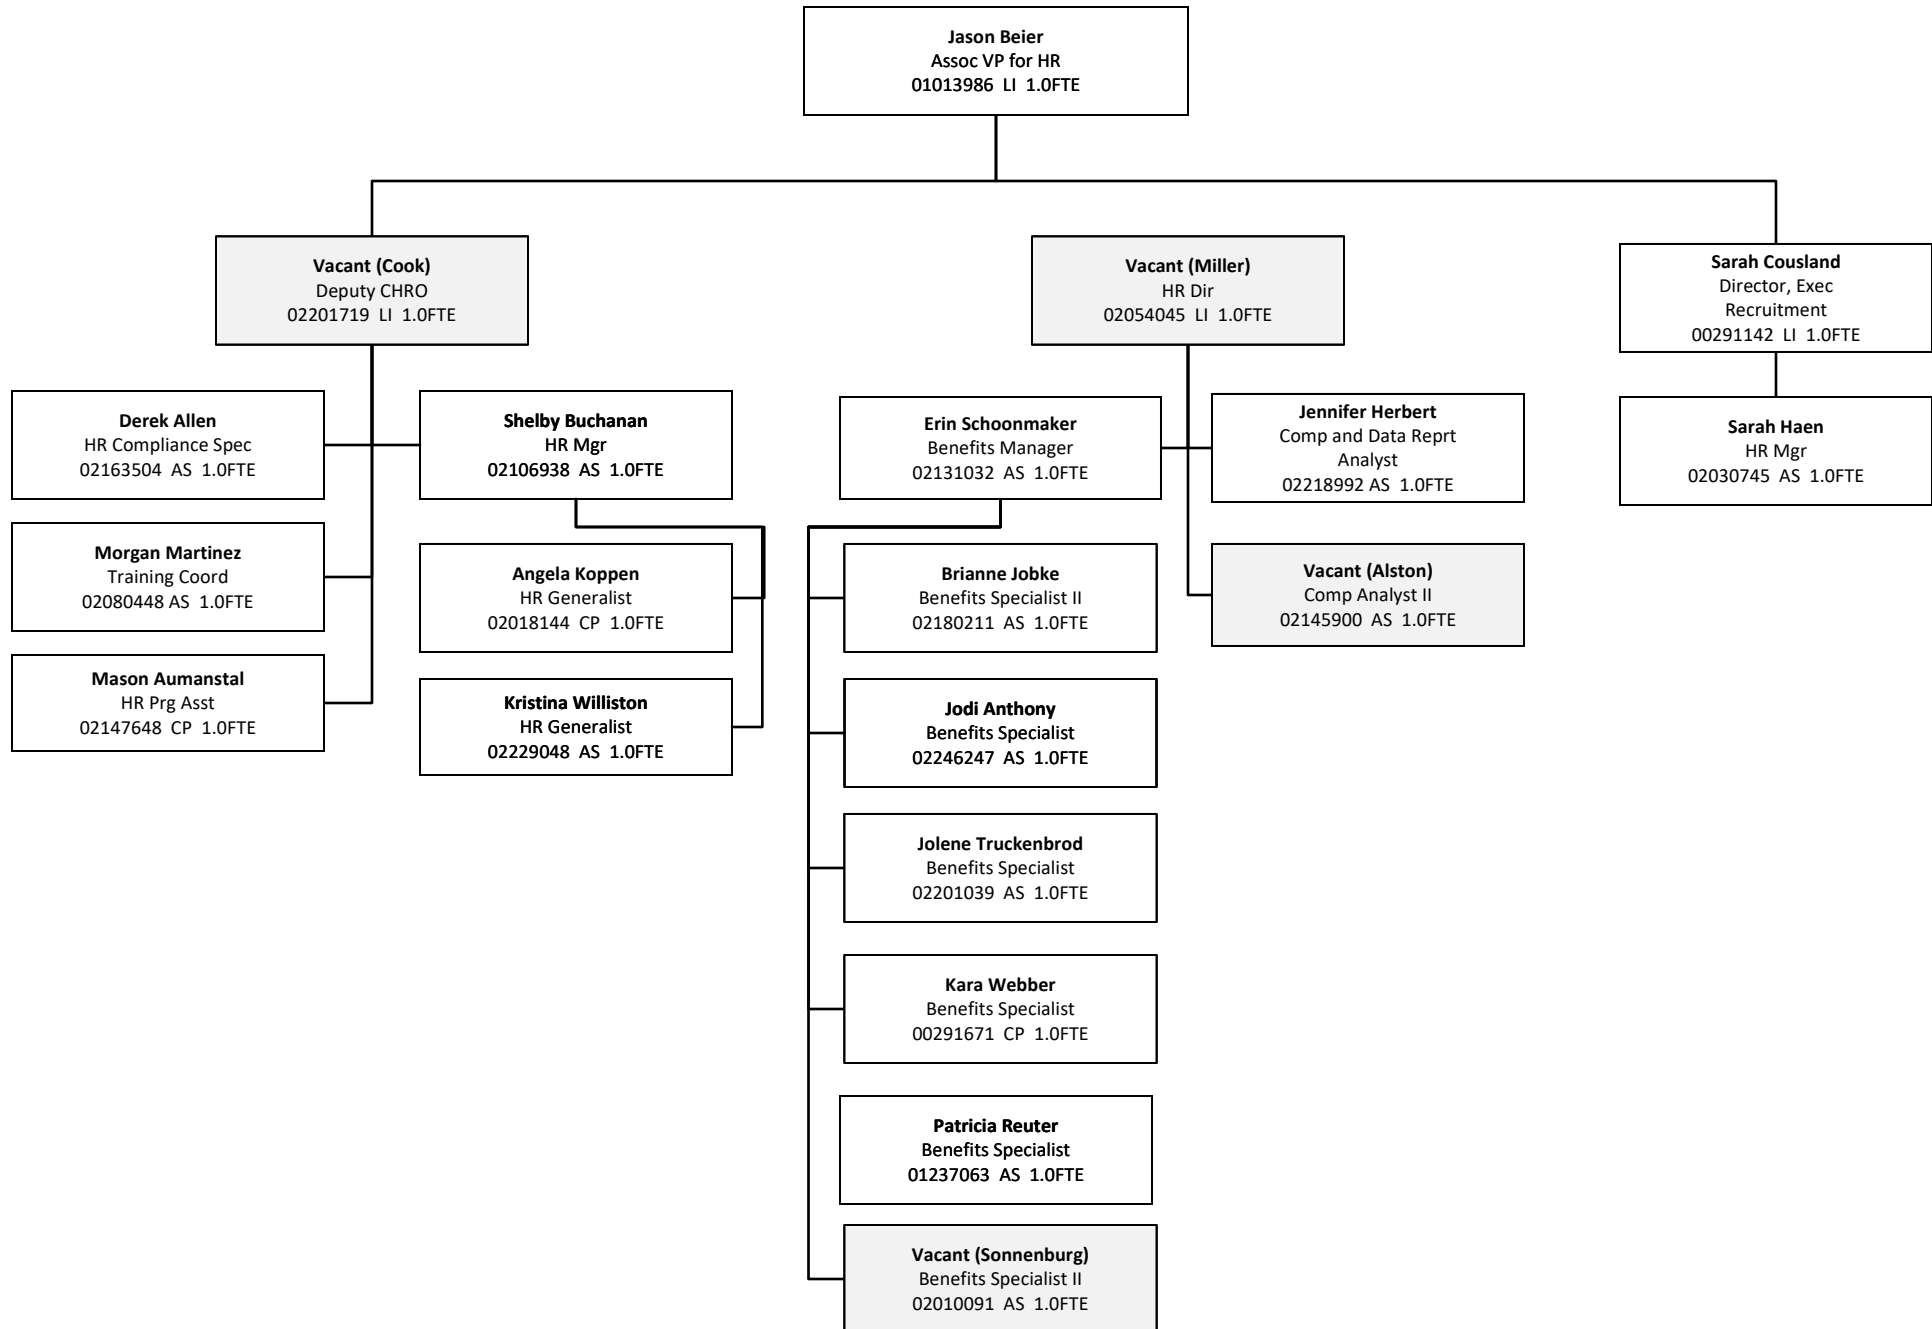 Jason Beier
Assoc VP for HR
01013986 LI 1.0FTE
Vacant (Cook)
Deputy CHRO
02201719 LI 1.0FTE
Vacant (Miller)
HR Dir
02054045 LI 1.0FTE
Sarah Cousland
Director, Exec
Recruitment
00291142 LI 1.0FTE
Derek Allen
HR Compliance Spec
02163504 AS 1.0FTE
Shelby Buchanan
HR Mgr
02106938 AS 1.0FTE
Erin Schoonmaker
Benefits Manager
02131032 AS 1.0FTE
Jennifer Herbert
Comp and Data Reprt
Analyst
02218992 AS 1.0FTE
Sarah Haen
HR Mgr
02030745 AS 1.0FTE
Morgan Martinez
Training Coord
02080448 AS 1.0FTE
Angela Koppen
HR Generalist
02018144 CP 1.0FTE
Brianne Jobke
Benefits Specialist II
02180211 AS 1.0FTE
Vacant (Alston)
Comp Analyst II
02145900 AS 1.0FTE
Mason Aumanstal
HR Prg Asst
02147648 CP 1.0FTE
Kristina Williston
HR Generalist
02229048 AS 1.0FTE
Jodi Anthony
Benefits Specialist
02246247 AS 1.0FTE
Jolene Truckenbrod
Benefits Specialist
02201039 AS 1.0FTE
Kara Webber
Benefits Specialist
00291671 CP 1.0FTE
Patricia Reuter
Benefits Specialist
01237063 AS 1.0FTE
Vacant (Sonnenburg)
Benefits Specialist II
02010091 AS 1.0FTE